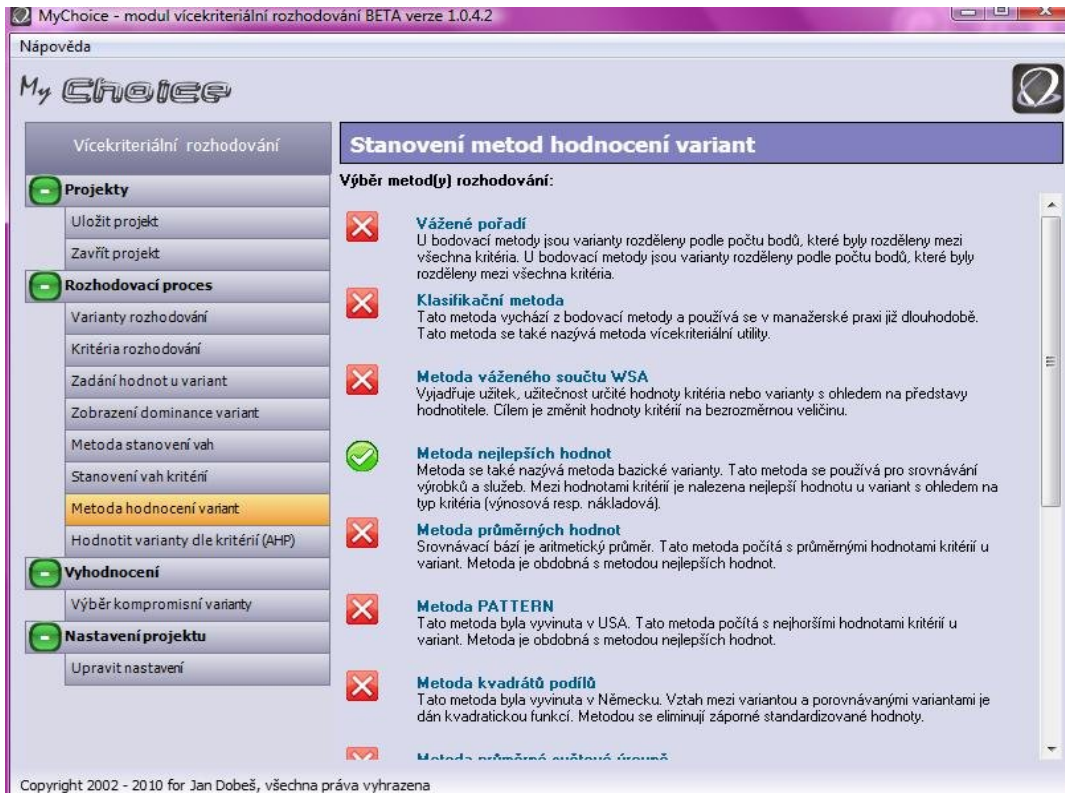 MyChoice - modul vícekriteriální rozhodování BETA verze 1.0.4.2
Nápověda
My Choice
Vícekriteriální rozhodování
Projekty
Uložit projekt
Zavřít projekt
Rozhodovací proces
Varianty rozhodování
Kritéria rozhodování
Zadání hodnot u variant
Zobrazení dominance variant
Metoda stanovení vah
Stanovení vah kritérií
Metoda hodnocení variant
Hodnotit varianty dle kritérií (AHP)
Vyhodnocení
Výběr kompromisní varianty
Nastavení projektu
Upravit nastavení
Stanovení metod hodnocení variant
Výběr metod(y) rozhodování:
Vážené pořadí
U bodovací metody jsou varianty rozděleny podle počtu bodů, které byly rozděleny mezi
všechna kritéria. U bodovací metody jsou varianty rozděleny podle počtu bodů, které byly
rozděleny mezi všechna kritéria.
Klasifikační metoda
Tato metoda vychází z bodovací metody a používá se v manažerské praxi již dlouhodobě.
Tato metoda se také nazývá metoda vícekriteriální utility.
Metoda váženého součtu WSA
Vyjadřuje užitek, užitečnost určité hodnoty kritéria nebo varianty s ohledem na představy
hodnotitele. Cílem je změnit hodnoty kritérií na bezrozměrnou veličinu.
Metoda nejlepších hodnot
Metoda se také nazývá metoda bazické varianty. Tato metoda se používá pro srovnávání
výrobků a služeb. Mezi hodnotami kritérií je nalezena nejlepší hodnotu u variant s ohledem na
typ kritéria (výnosová resp. nákladová).
Metoda průměrných hodnot
Srovnávací bází je aritmetický průměr. Tato metoda počítá s průměrnými hodnotami kritérií u
variant. Metoda je obdobná s metodou nejlepších hodnot.
Metoda PATTERN
Tato metoda byla vyvinuta v USA. Tato metoda počítá s nejhoršími hodnotami kritérií u
variant. Metoda je obdobná s metodou nejlepších hodnot.
Metoda kvadrátů podílů
Tato metoda byla vyvinuta v Německu. Vztah mezi variantou a porovnávanými variantami je
dán kvadratickou funkcí. Metodou se eliminují záporné standardizované hodnoty.
Metoda průměrné světové úrovně
Copyright 2002 - 2010 for Jan Dobeš, všechna práva vyhrazena